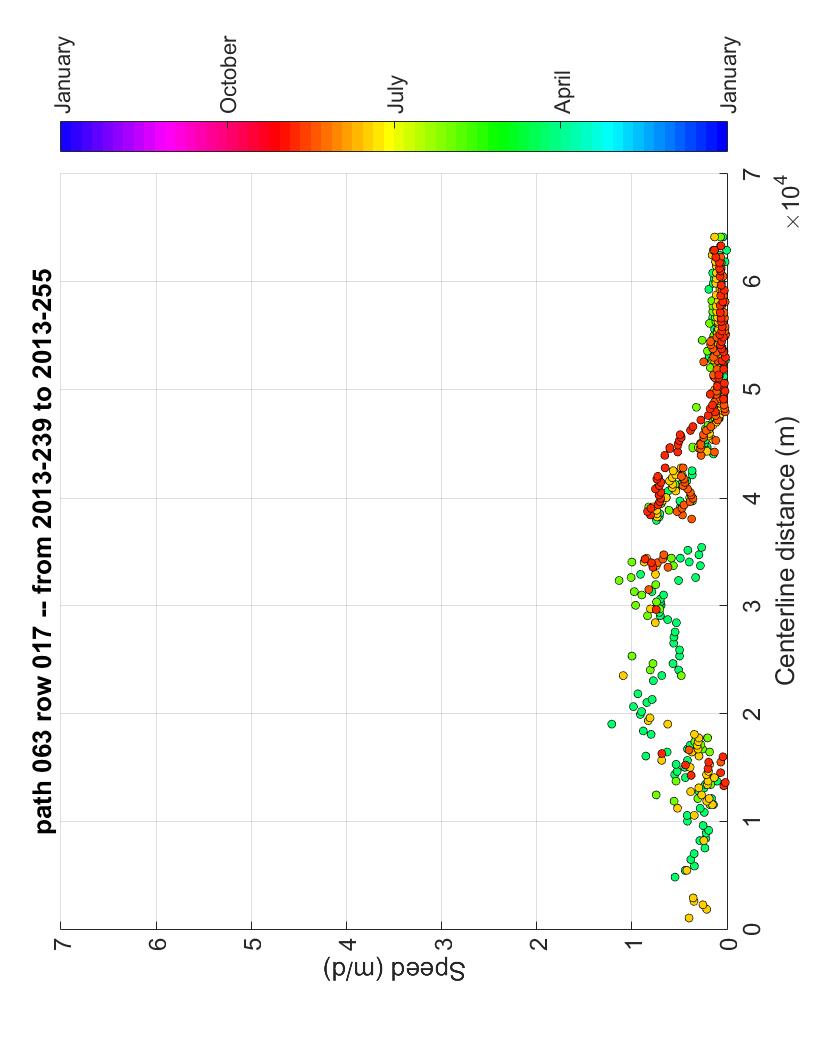 path 063 row 017 -- from 2013-239 to 2013-255
7
6
5
4
3
2
1
0
Speed (m/d)
0
1
2
3
4
5
6
7
×10^4
Centerline distance (m)
January
October
July
April
January